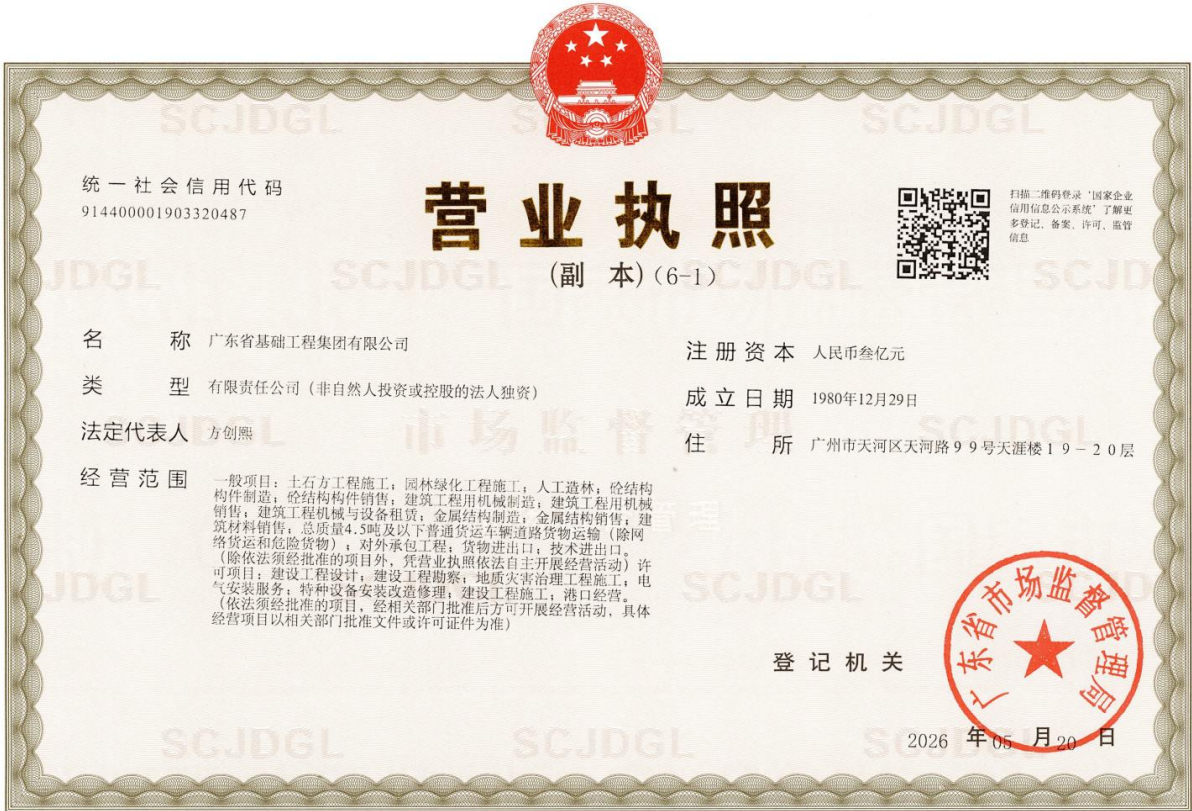 统一社会信用代码
914400001903320487
营业执照
(副 本)(6-1)
扫描二维码登录‘国家企业
信用信息公示系统’了解更
多登记、备案、许可、监管
信息
名 称 广东省基础工程集团有限公司
类 型 有限责任公司（非自然人投资或控股的法人独资）
法定代表人 方创熙
经营范围 一般项目；土石方工程施工；园林绿化工程施工；人工造林；砼结构
构件制造；砼结构构件销售；建筑工程用机械制造；建筑工程用机械
销售；建筑工程机械与设备租赁；金属结构制造；金属结构销售；建
筑材料销售；总质量4.5吨及以下普通货运车辆道路货物运输（除网
络货运和危险货物）；对外承包工程；货物进出口；技术进出口。
（除依法须经批准的项目外，凭营业执照依法自主开展经营活动）许
可项目；建设工程设计；建设工程勘察；地质灾害治理工程施工；电
气安装服务；特种设备安装改造修理；建设工程施工；港口经营。
（依法须经批准的项目，经相关部门批准后方可开展经营活动，具体
经营项目以相关部门批准文件或许可证件为准）
注册资本 人民币叁亿元
成立日期 1980年12月29日
住 所 广州市天河区天河路99号天涯楼19-20层
登记机关
广东省市场监督管理局
2026 年 05 月 20 日
SCJDGL
市场监督管理